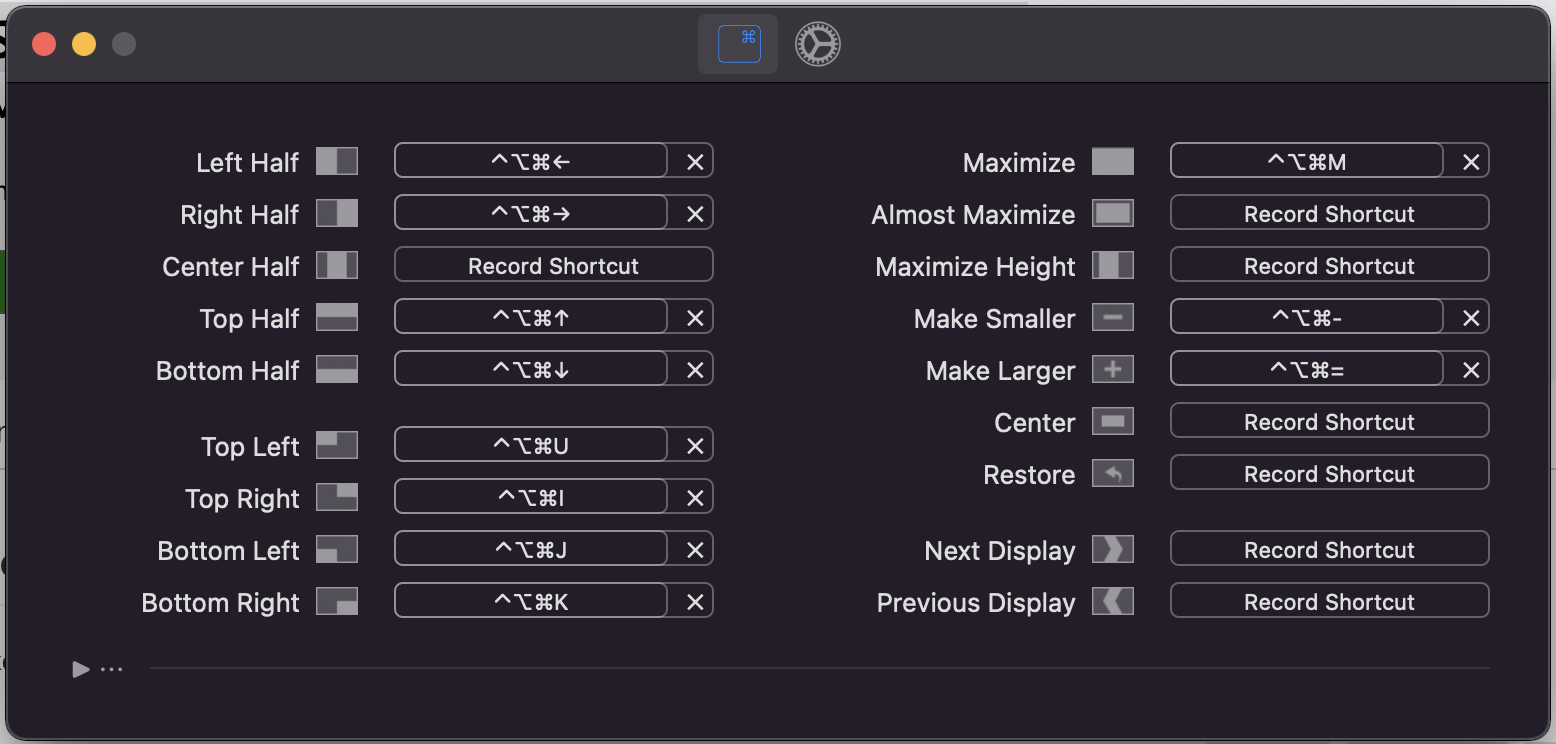 ⌘
Left Half ^⌥⌘←
Right Half ^⌥⌘→
Center Half Record Shortcut
Top Half ^⌥⌘↑
Bottom Half ^⌥⌘↓
Top Left ^⌥⌘U
Top Right ^⌥⌘I
Bottom Left ^⌥⌘J
Bottom Right ^⌥⌘K
Maximize ^⌥⌘M
Almost Maximize Record Shortcut
Maximize Height Record Shortcut
Make Smaller ^⌥⌘-
Make Larger ^⌥⌘=
Center Record Shortcut
Restore Record Shortcut
Next Display Record Shortcut
Previous Display Record Shortcut
...